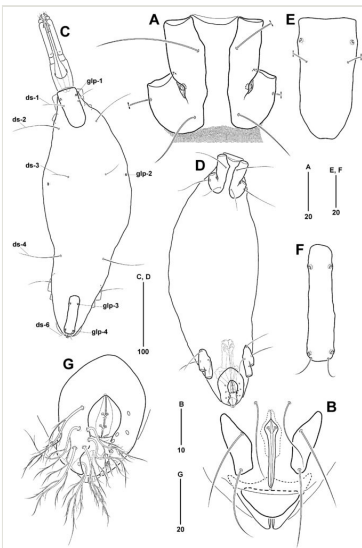 C
A
E
glp-1
ds-1
ds-2
ds-3
glp-2
D
A
E, F
20
20
F
ds-4
C, D
glp-3
ds-6
glp-4
100
G
B
10
B
G
20